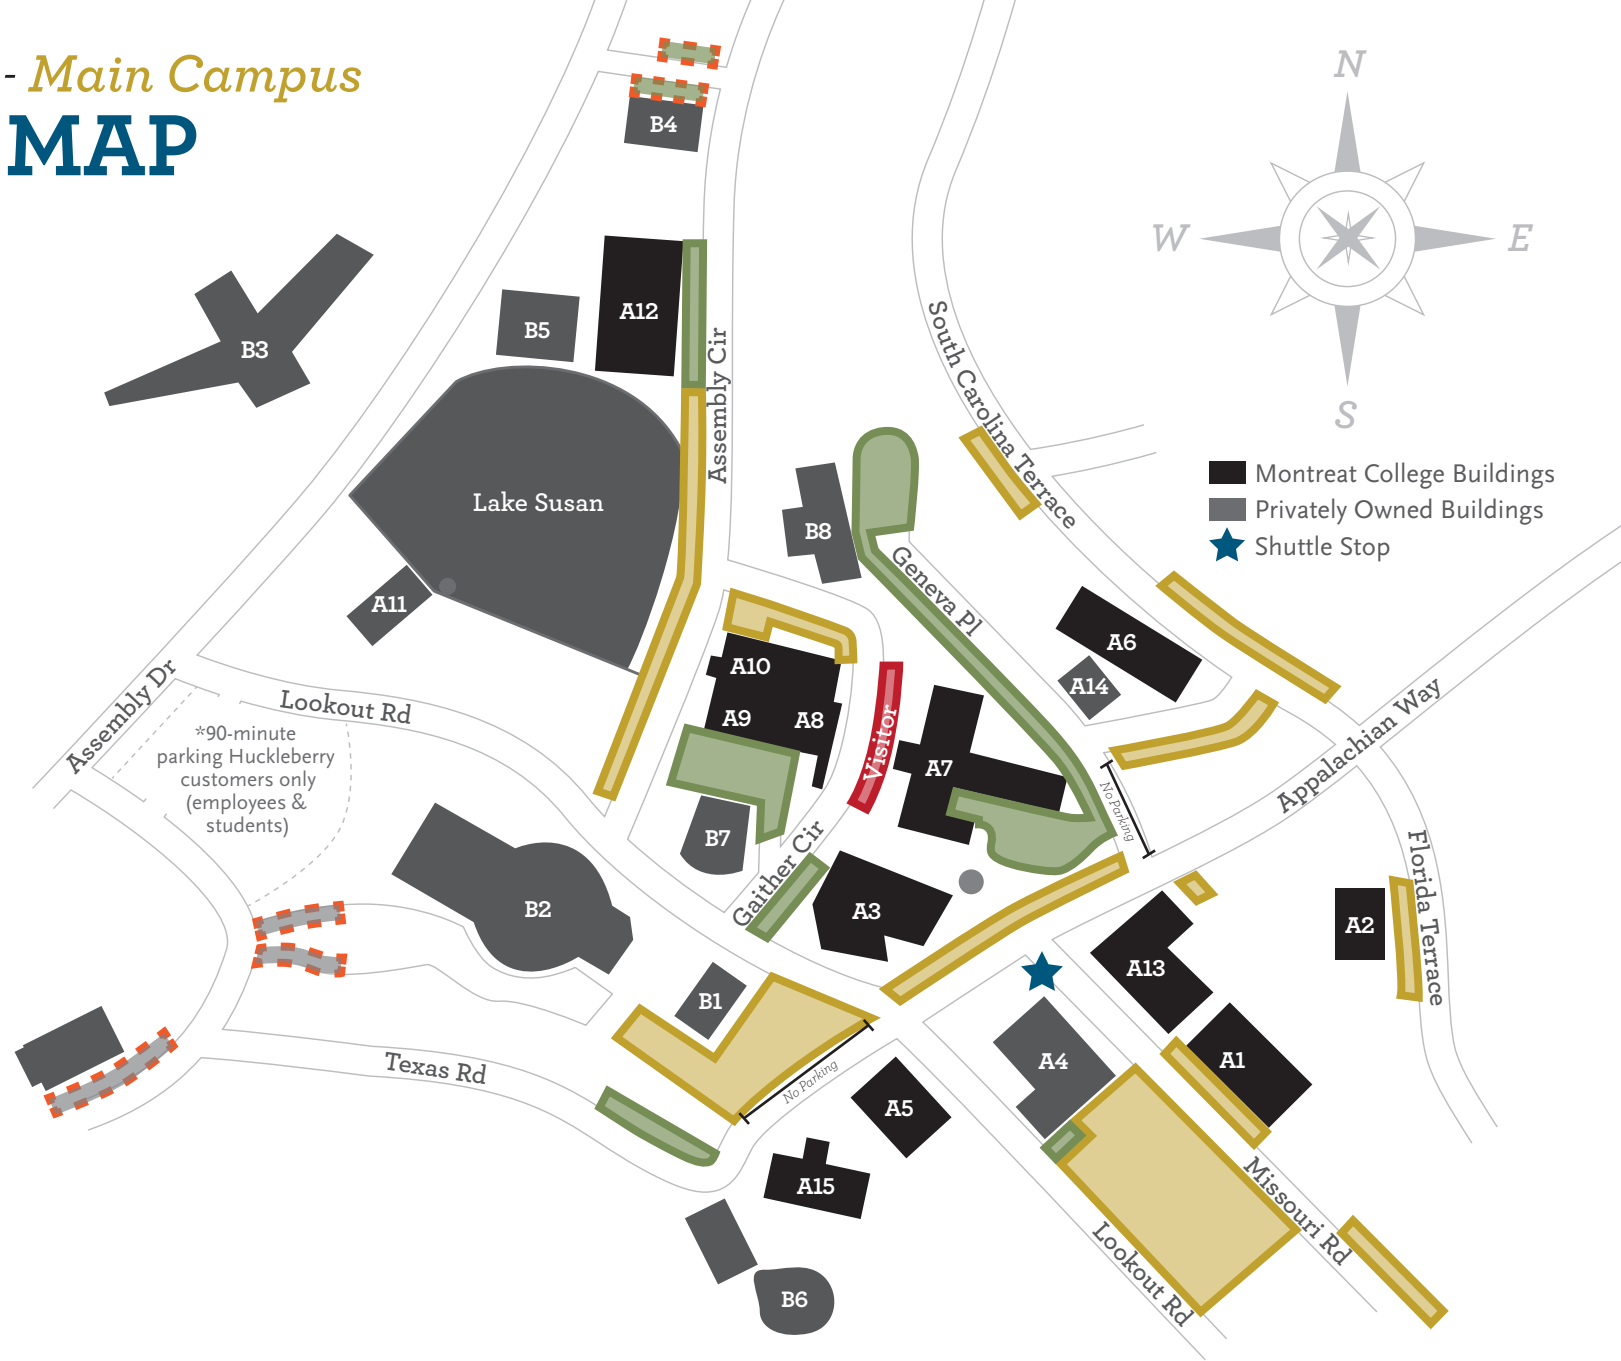 - Main Campus
MAP
N
W
E
S
Montreat College Buildings
Privately Owned Buildings
Shuttle Stop
B4
B3
B5
A12
Assembly Cir
Assembly Cir
South Carolina Terrace
Lake Susan
B8
Geneva Pl
A11
A6
A14
A10
A9
A8
Visitor
A7
No Parking
Appalachian Way
Assembly Dr
Lookout Rd
*90-minute
parking Huckleberry
customers only
(employees &
students)
B7
Gaither Cir
A3
B2
Florida Terrace
A2
A13
B1
A4
A1
Texas Rd
No Parking
A5
A15
Missouri Rd
Lookout Rd
B6